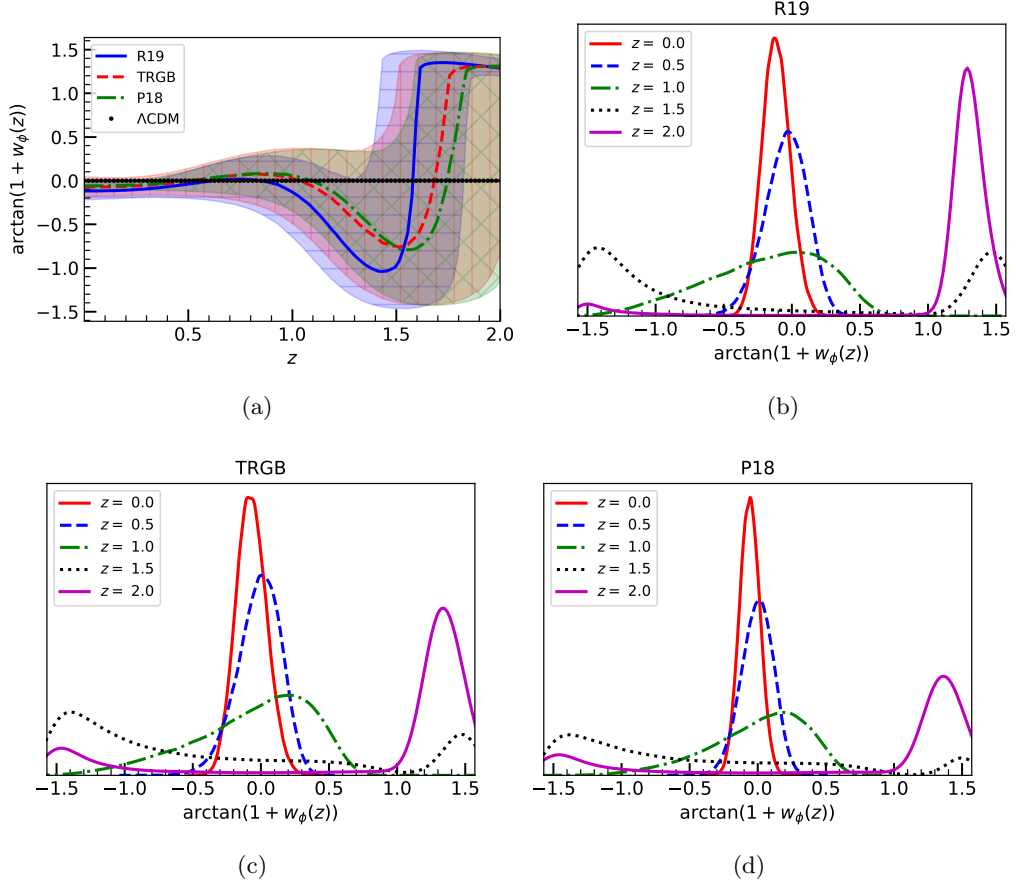 R19
1.5
1.0
0.5
0.0
−0.5
−1.0
−1.5
arctan(1 + wϕ(z))
R19
TRGB
P18
ΛCDM
0.5
1.0
1.5
2.0
z
(a)
z = 0.0
z = 0.5
z = 1.0
z = 1.5
z = 2.0
−1.5
−1.0
−0.5
0.0
0.5
1.0
1.5
arctan(1 + wϕ(z))
(b)
TRGB
z = 0.0
z = 0.5
z = 1.0
z = 1.5
z = 2.0
−1.5
−1.0
−0.5
0.0
0.5
1.0
1.5
arctan(1 + wϕ(z))
(c)
P18
z = 0.0
z = 0.5
z = 1.0
z = 1.5
z = 2.0
−1.5
−1.0
−0.5
0.0
0.5
1.0
1.5
arctan(1 + wϕ(z))
(d)